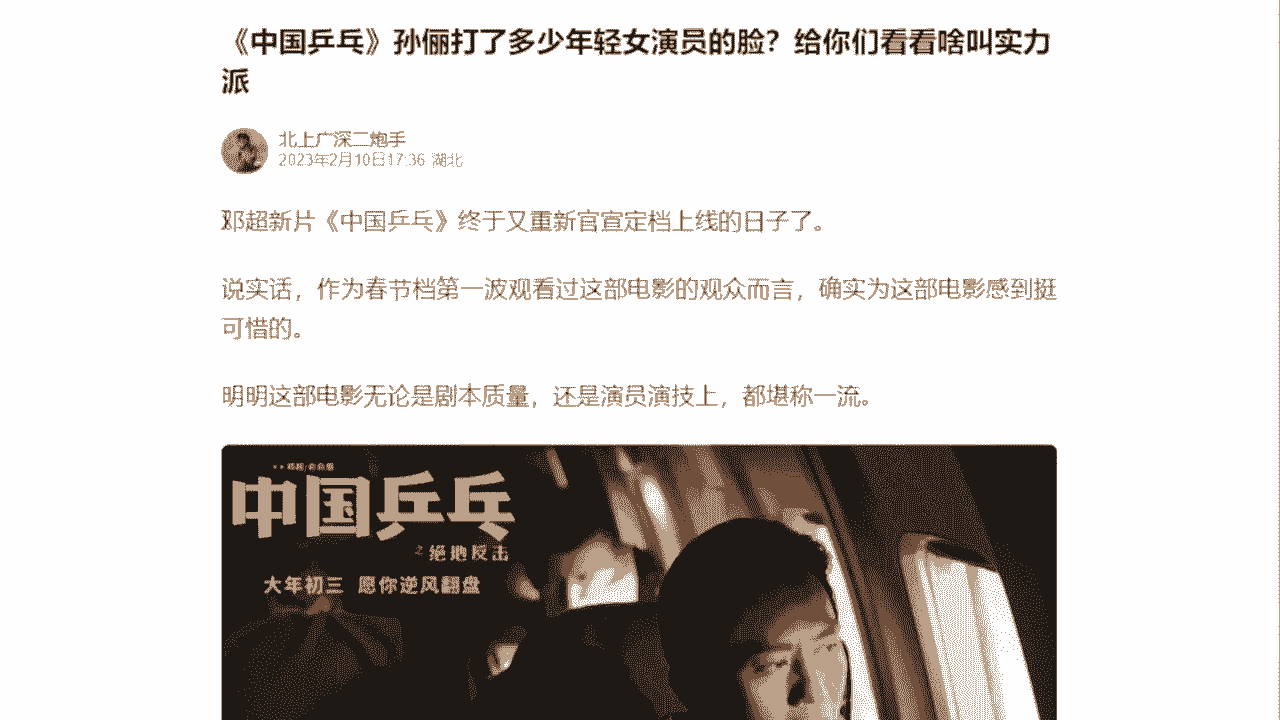 《中国乒乓》孙俪打了多少年轻女演员的脸？给你们看看啥叫实力
派
北上广深二炮手
2023年2月10日17:36 湖北
邓超新片《中国乒乓》终于又重新官宣定档上线的日子了。
说实话，作为春节档第一波观看过这部电影的观众而言，确实为这部电影感到挺
可惜的。
明明这部电影无论是剧本质量，还是演员演技上，都堪称一流。
中国乒乓
之绝地反击
大年初三 愿你逆风翻盘